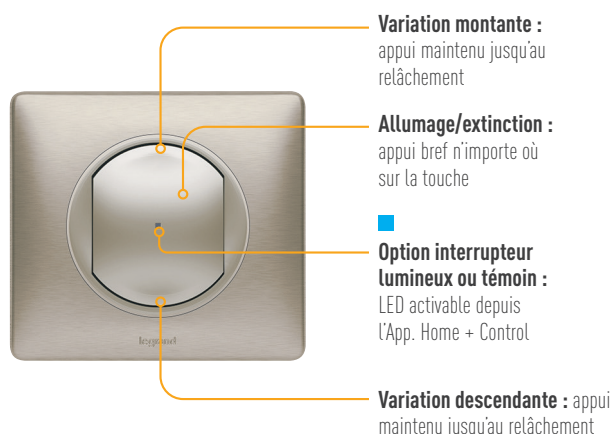 Variation montante :
appui maintenu jusqu'au
relâchement
Allumage/extinction :
appui bref n'importe où
sur la touche
Option interrupteur
lumineux ou témoin :
LED activable depuis
l'App. Home + Control
legrand
Variation descendante : appui
maintenu jusqu'au relâchement